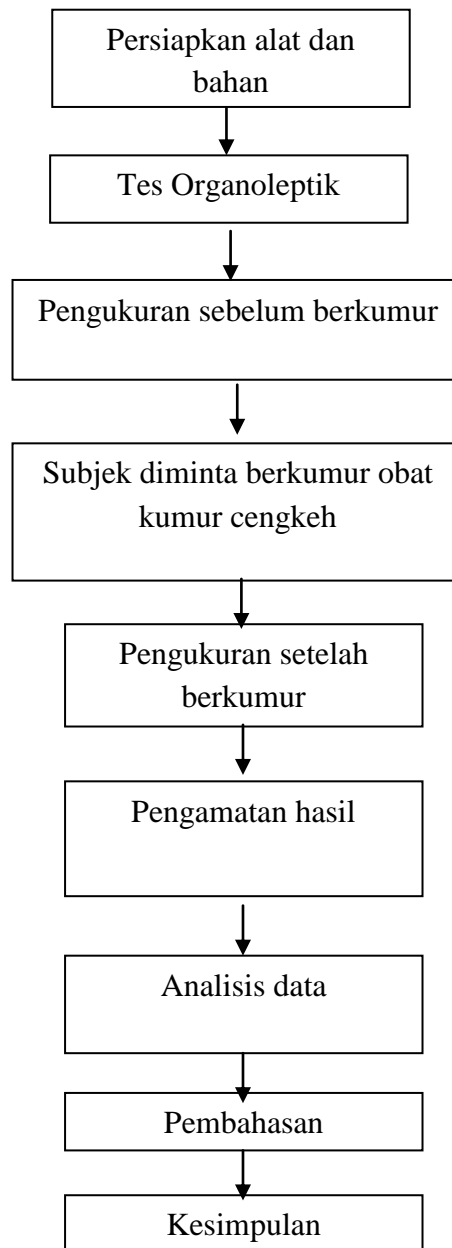 Persiapkan alat dan
bahan
Tes Organoleptik
Pengukuran sebelum berkumur
Subjek diminta berkumur obat
kumur cengkeh
Pengukuran setelah
berkumur
Pengamatan hasil
Analisis data
Pembahasan
Kesimpulan